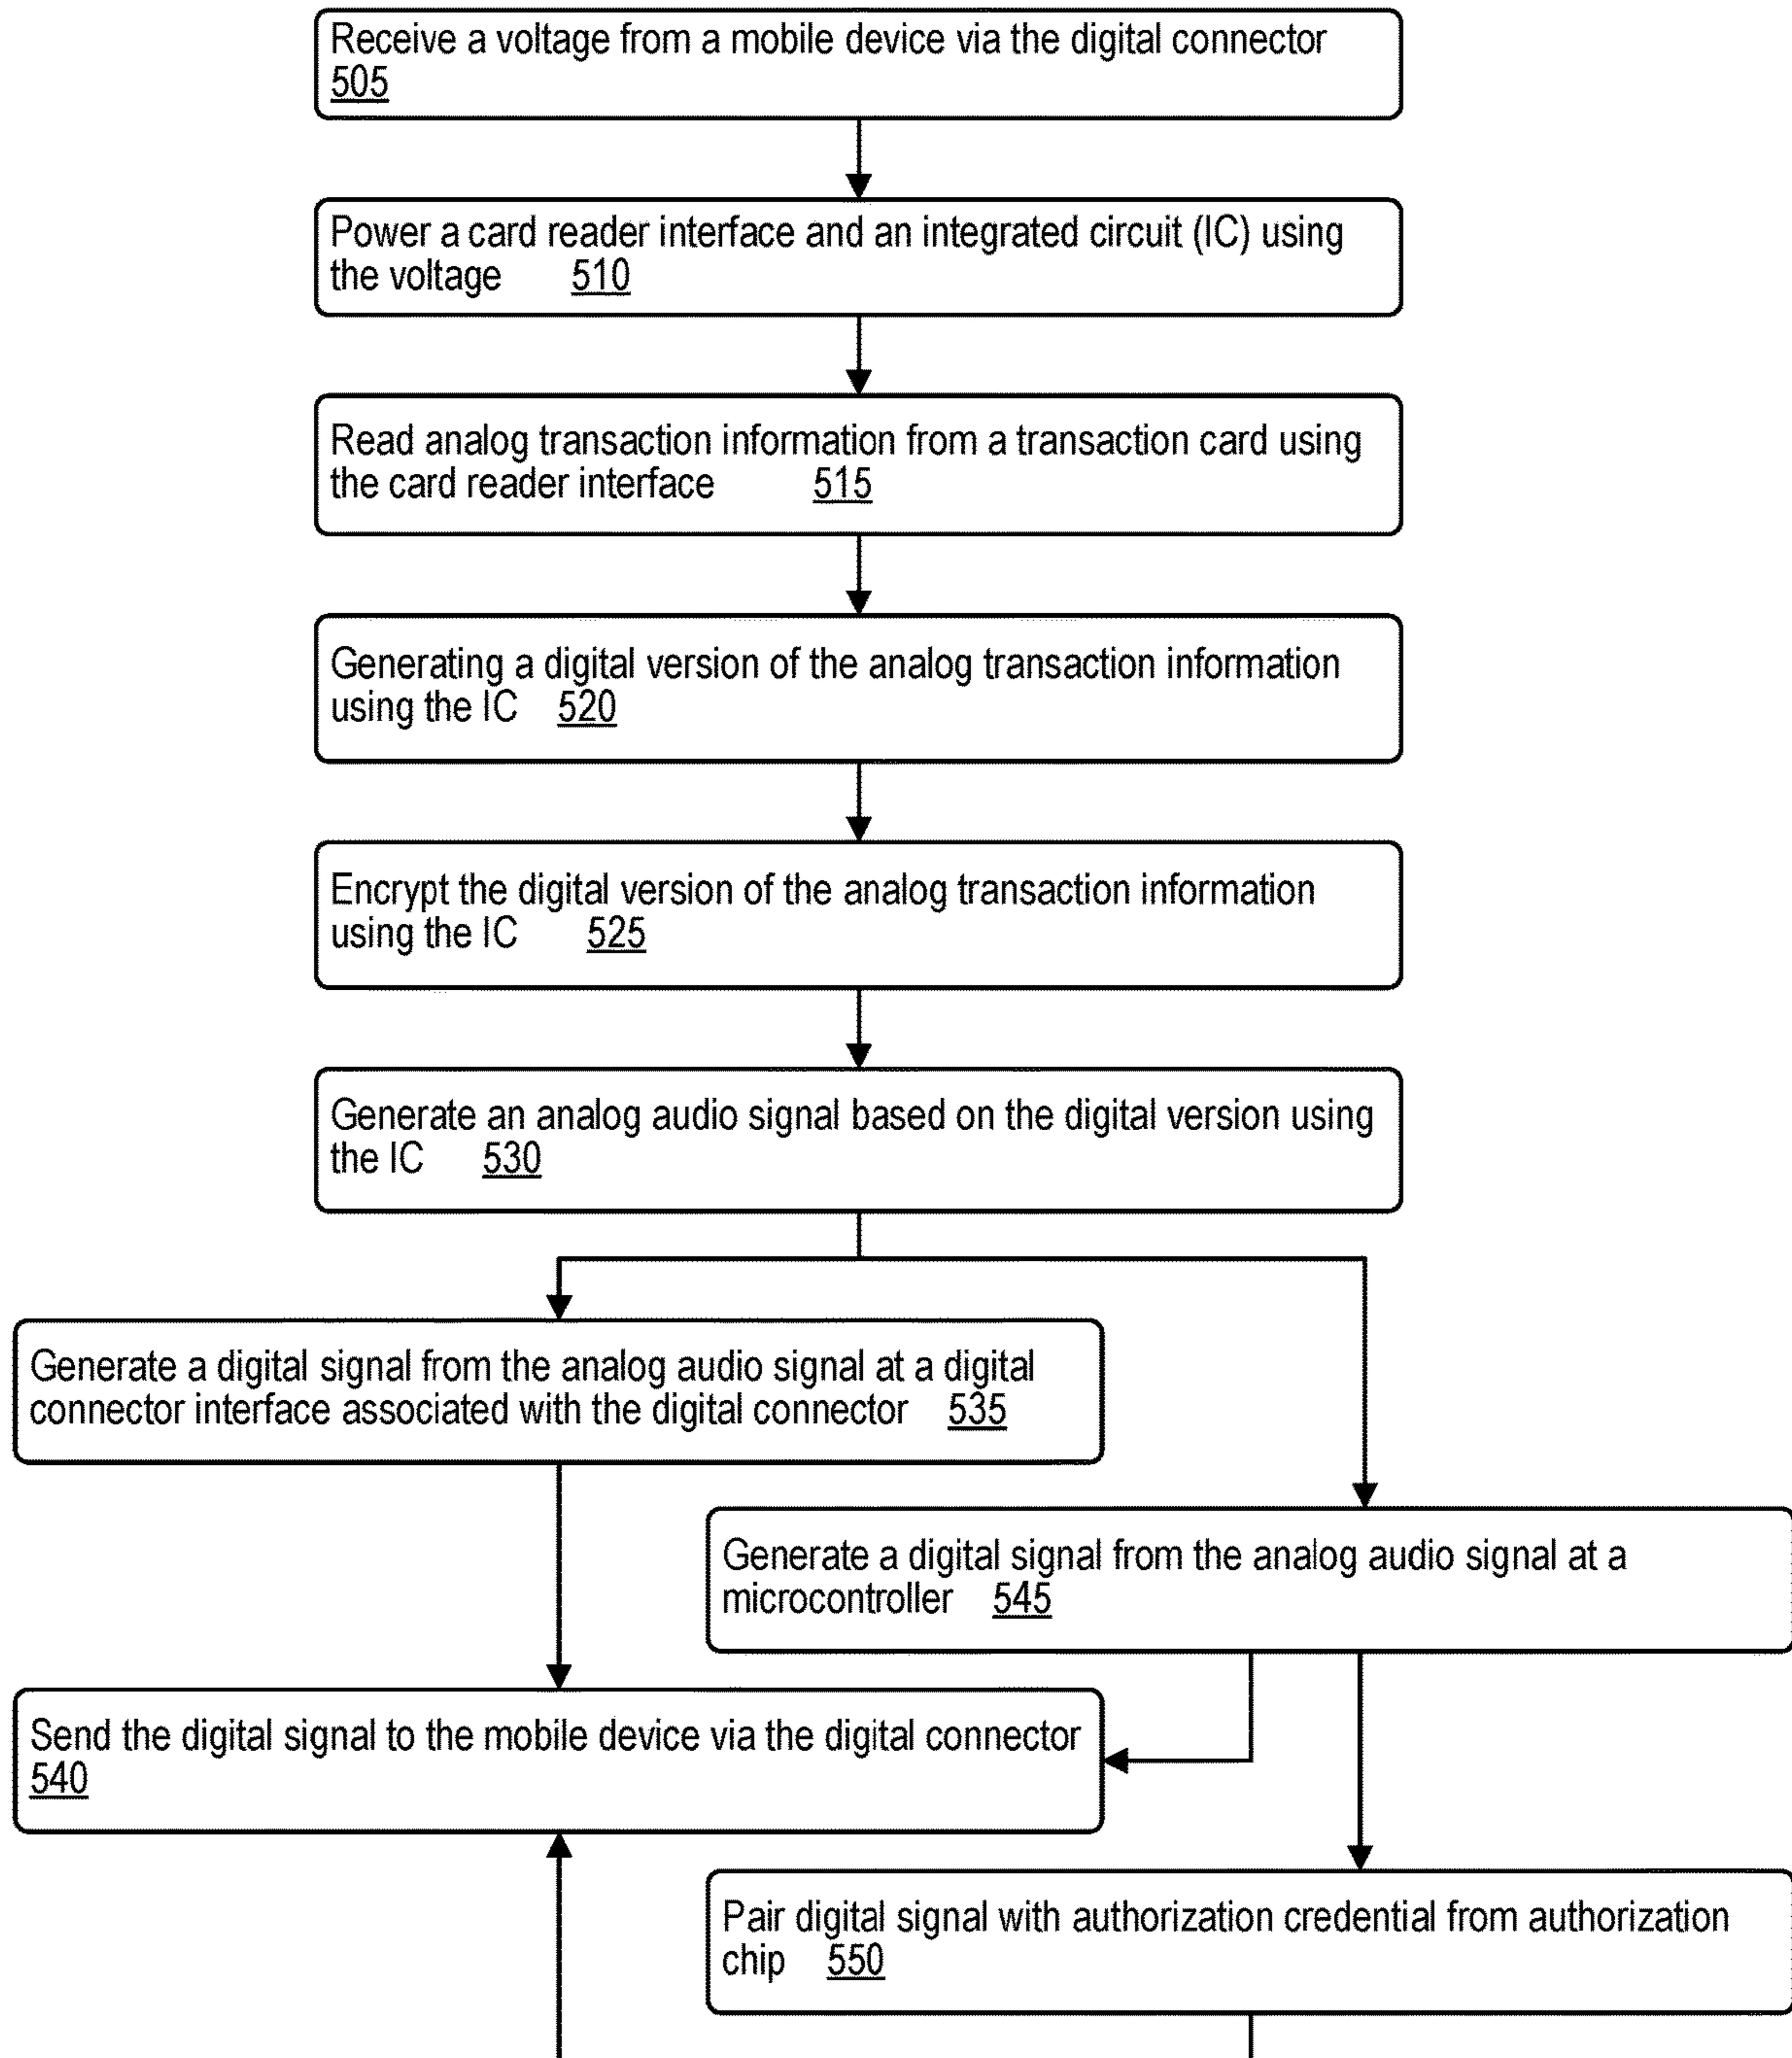 Receive a voltage from a mobile device via the digital connector
505
Power a card reader interface and an integrated circuit (IC) using
the voltage 510
Read analog transaction information from a transaction card using
the card reader interface 515
Generating a digital version of the analog transaction information
using the IC 520
Encrypt the digital version of the analog transaction information
using the IC 525
Generate an analog audio signal based on the digital version using
the IC 530
Generate a digital signal from the analog audio signal at a digital
connector interface associated with the digital connector 535
Generate a digital signal from the analog audio signal at a
microcontroller 545
Send the digital signal to the mobile device via the digital connector
540
Pair digital signal with authorization credential from authorization
chip 550